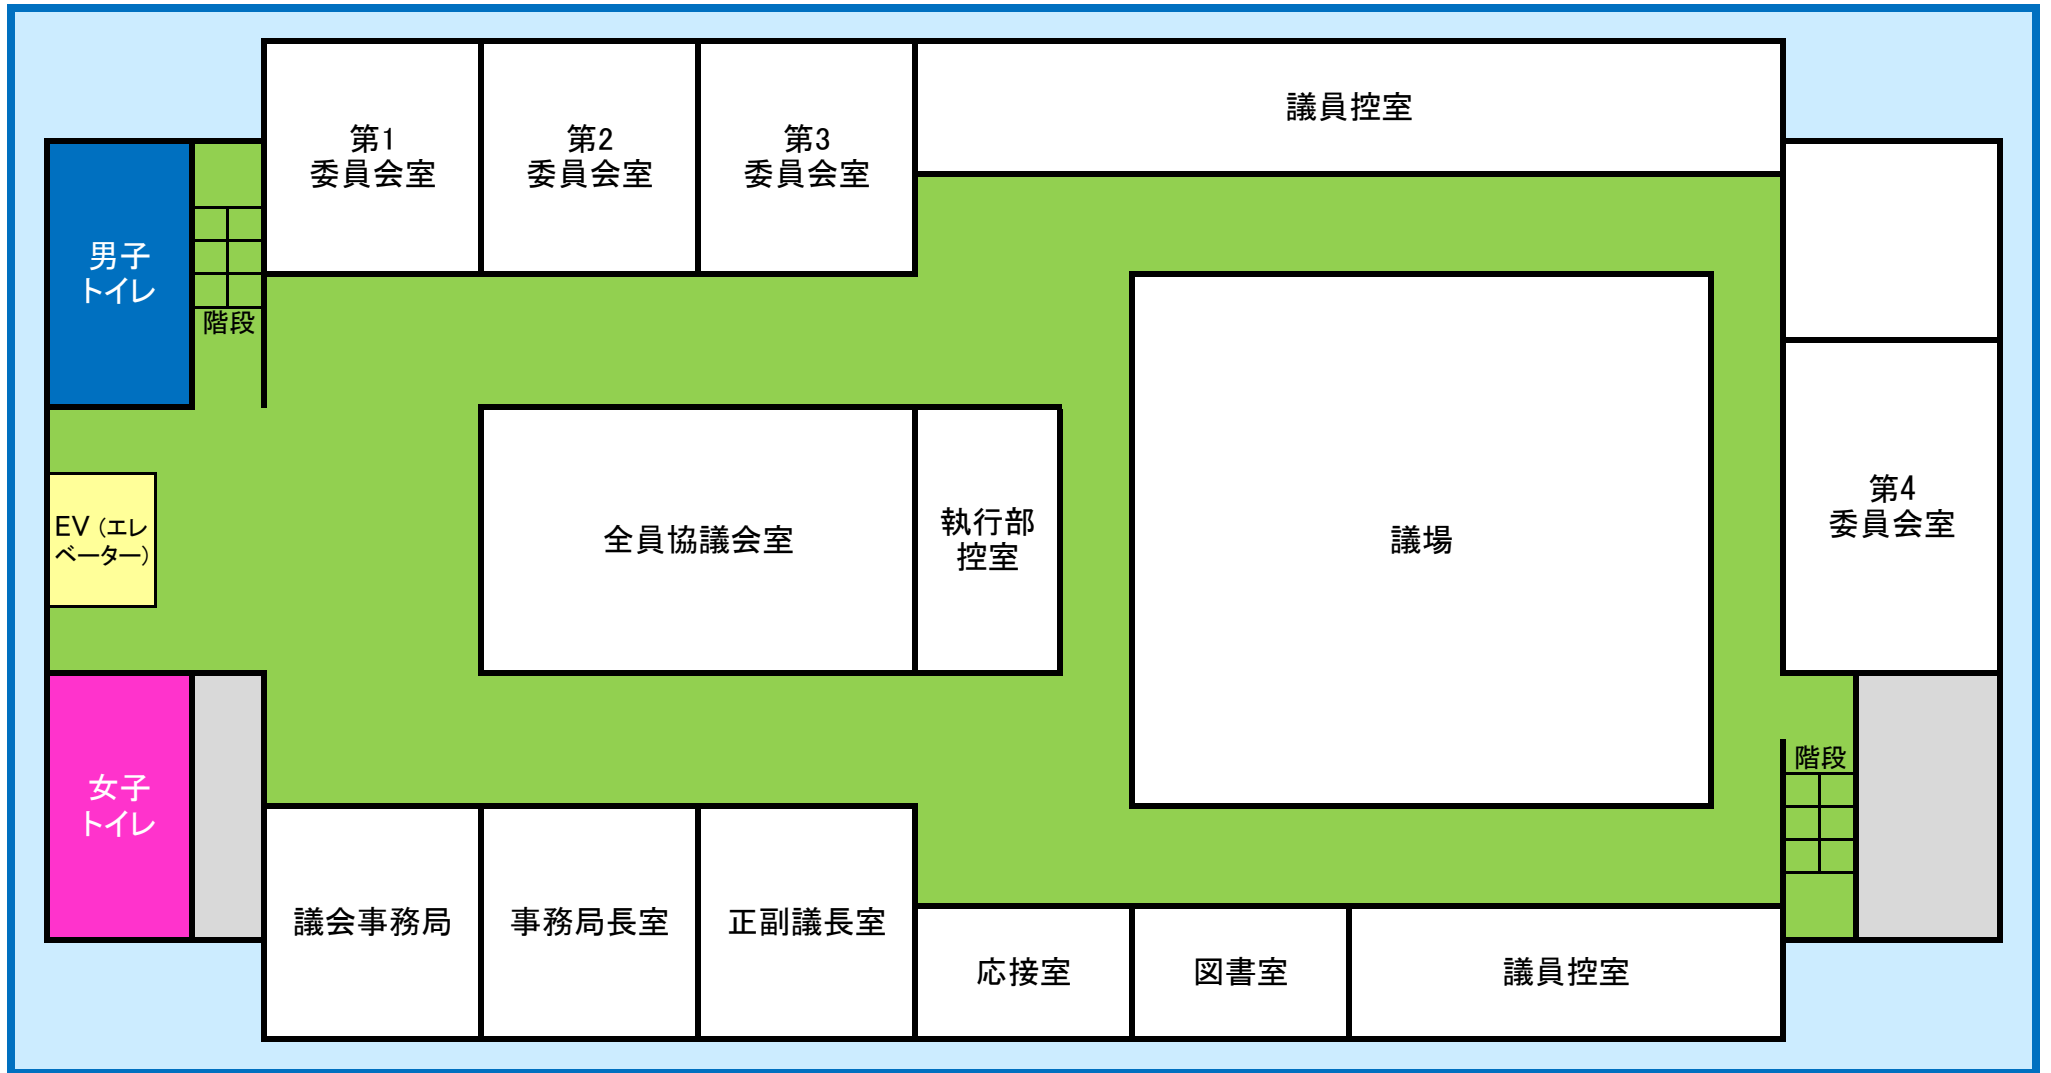 第1
委員会室
第2
委員会室
第3
委員会室
議員控室
男子
トイレ
階段
EV（エレ
ベーター）
全員協議会室
執行部
控室
議場
第4
委員会室
女子
トイレ
階段
議会事務局
事務局長室
正副議長室
応接室
図書室
議員控室